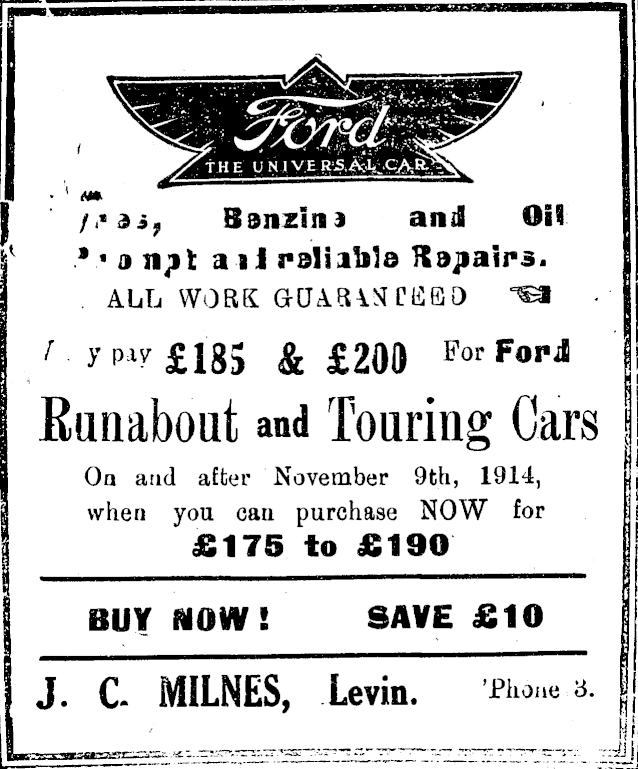 Ford
THE UNIVERSAL CAR
Benzine and Oil
and reliable Repairs.
ALL WORK GUARANTEED
pay £185 & £200 For Ford
Runabout and Touring Cars
On and after November 9th, 1914,
when you can purchase NOW for
£175 to £190
BUY NOW! SAVE £10
J. C. MILNES, Levin. 'Phone 3.